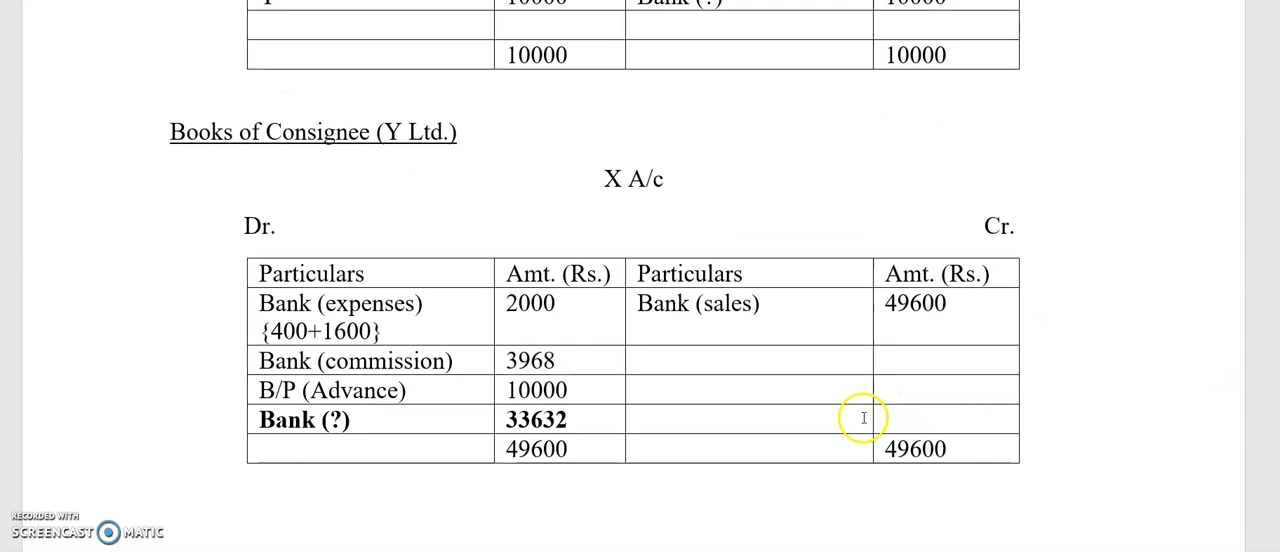 10000 10000
Books of Consignee (Y Ltd.)
X A/c
Dr. Cr.
Particulars Amt. (Rs.) Particulars Amt. (Rs.)
Bank (expenses) 2000 Bank (sales) 49600
{400+1600}
Bank (commission) 3968
B/P (Advance) 10000
Bank (?) 33632
49600 49600
RECORDED WITH
SCREENCAST MATIC